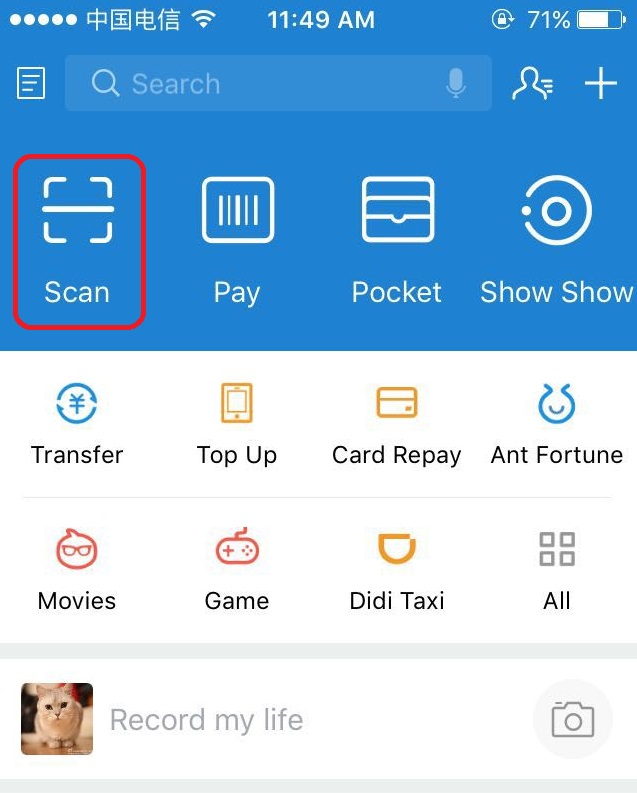 中国电信 11:49 AM 71%
Search
Scan Pay Pocket Show Show
Transfer Top Up Card Repay Ant Fortune
Movies Game Didi Taxi All
Record my life